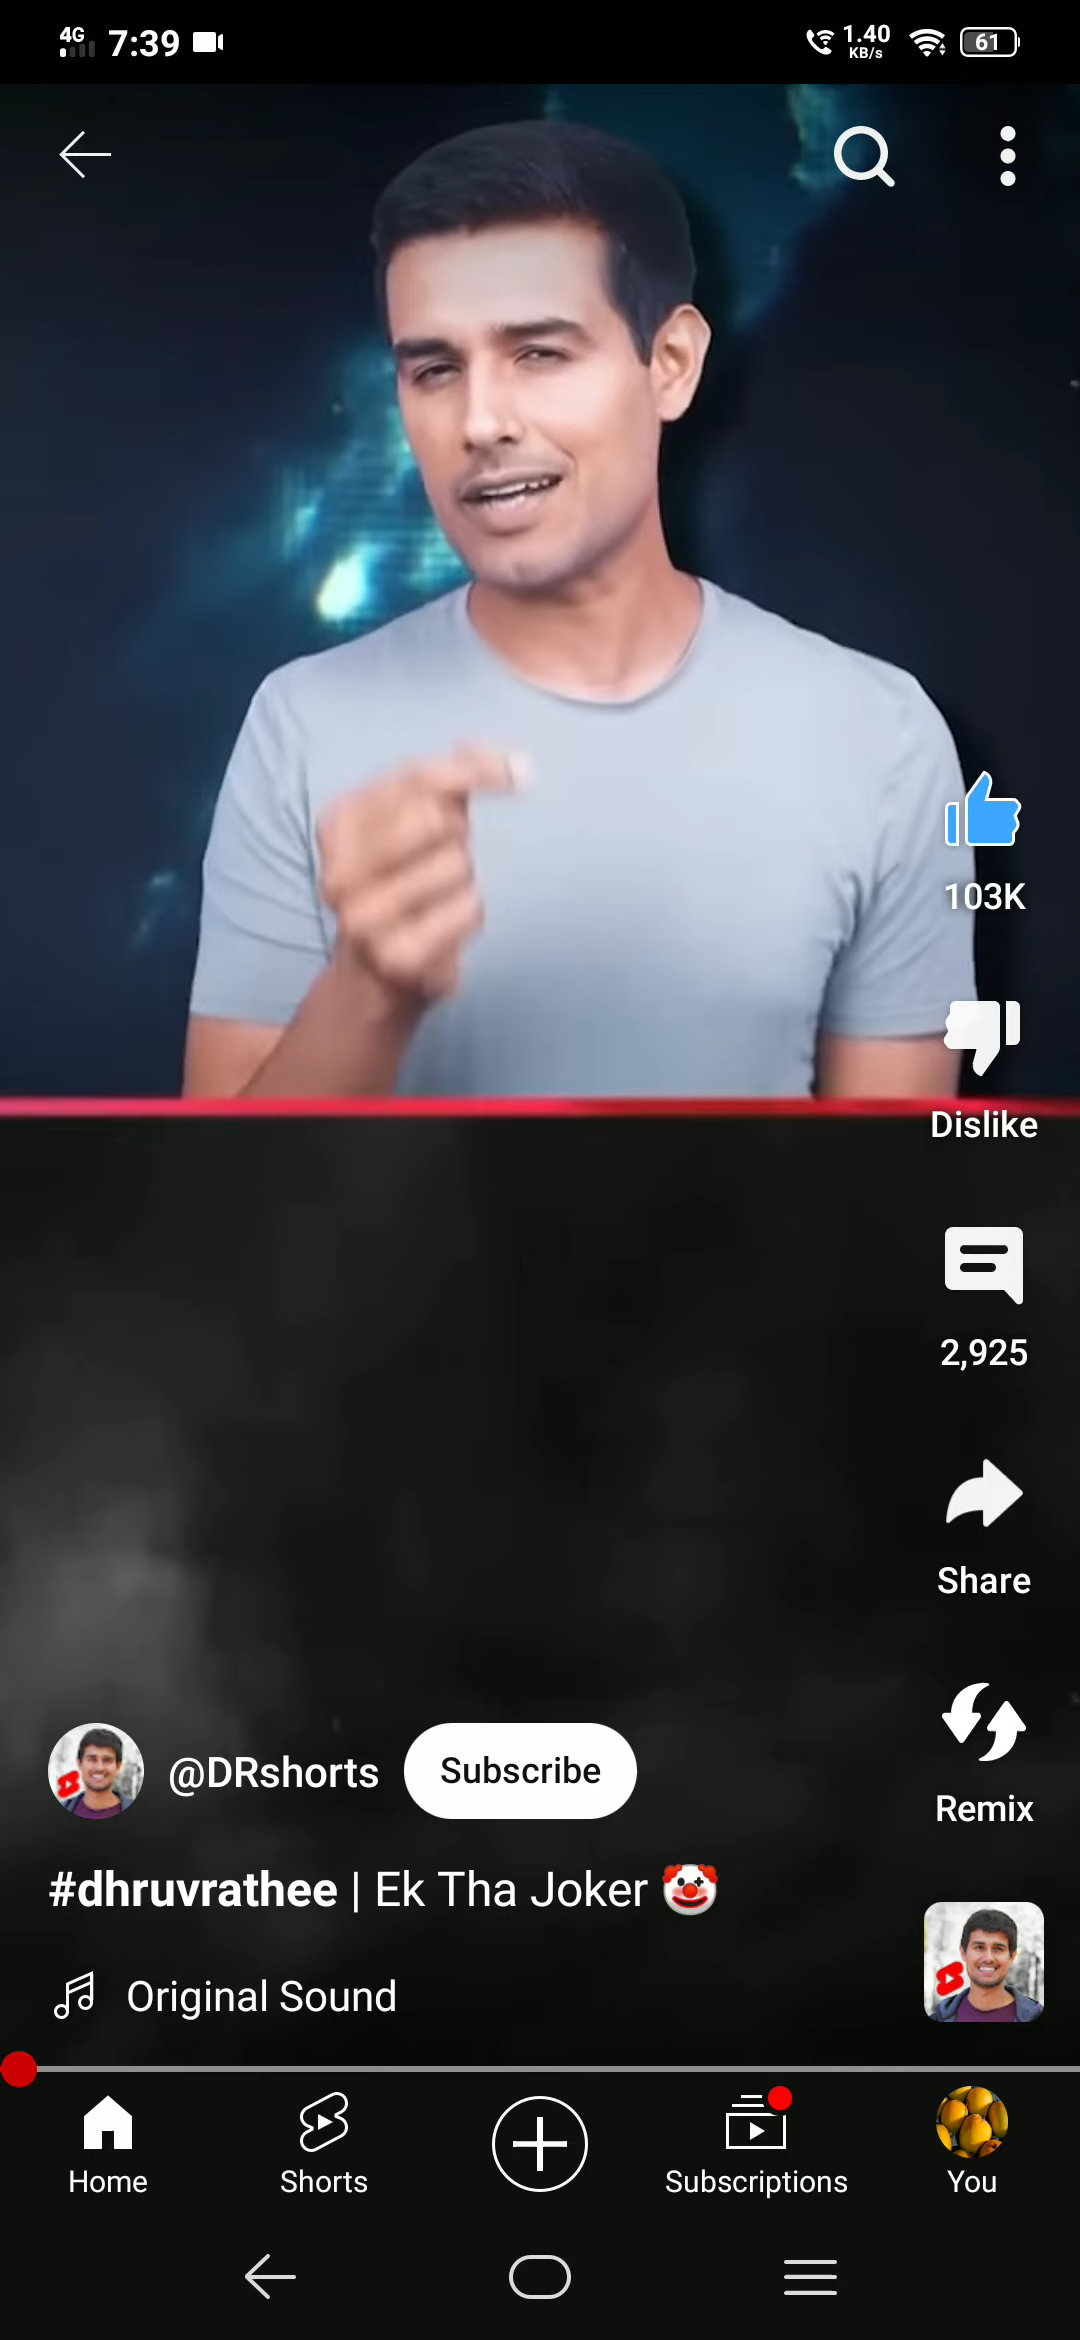 4G 7:39 1.40 KB/s 61
103K
Dislike
2,925
Share
@DRshorts Subscribe
Remix
#dhruvrathee | Ek Tha Joker 🤡
Original Sound
Home Shorts Subscriptions You